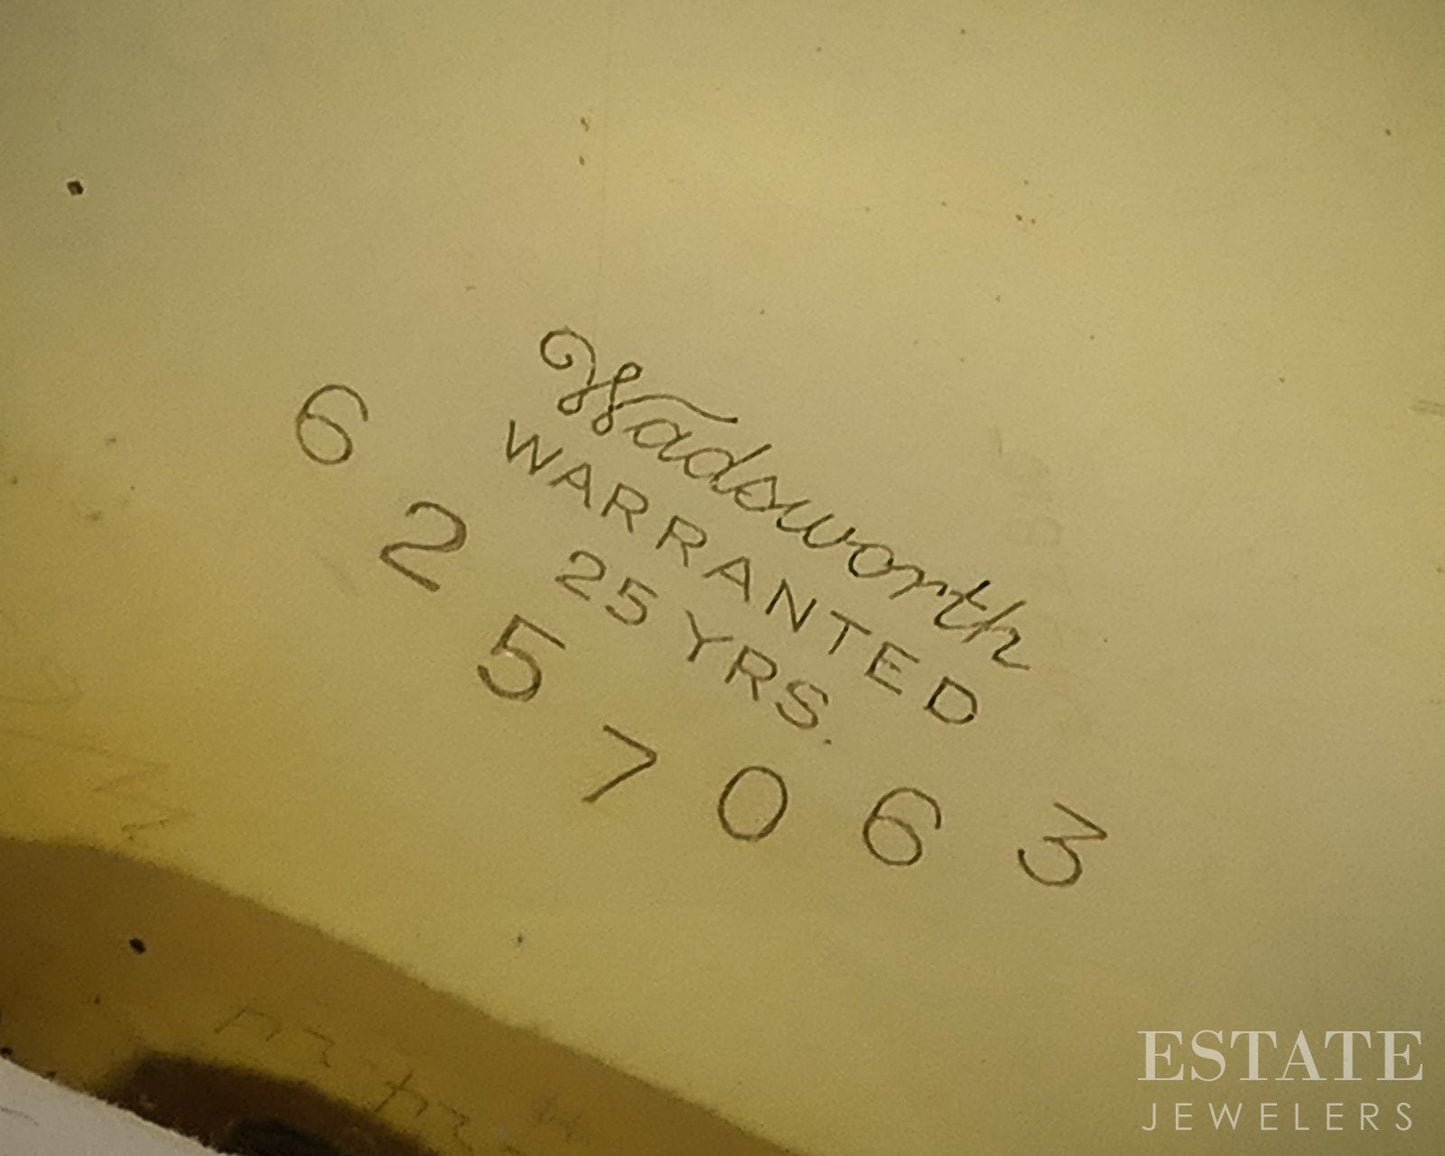 Wadsworth
WARRANTED
25 YRS.
6257063
ESTATE
JEWELERS